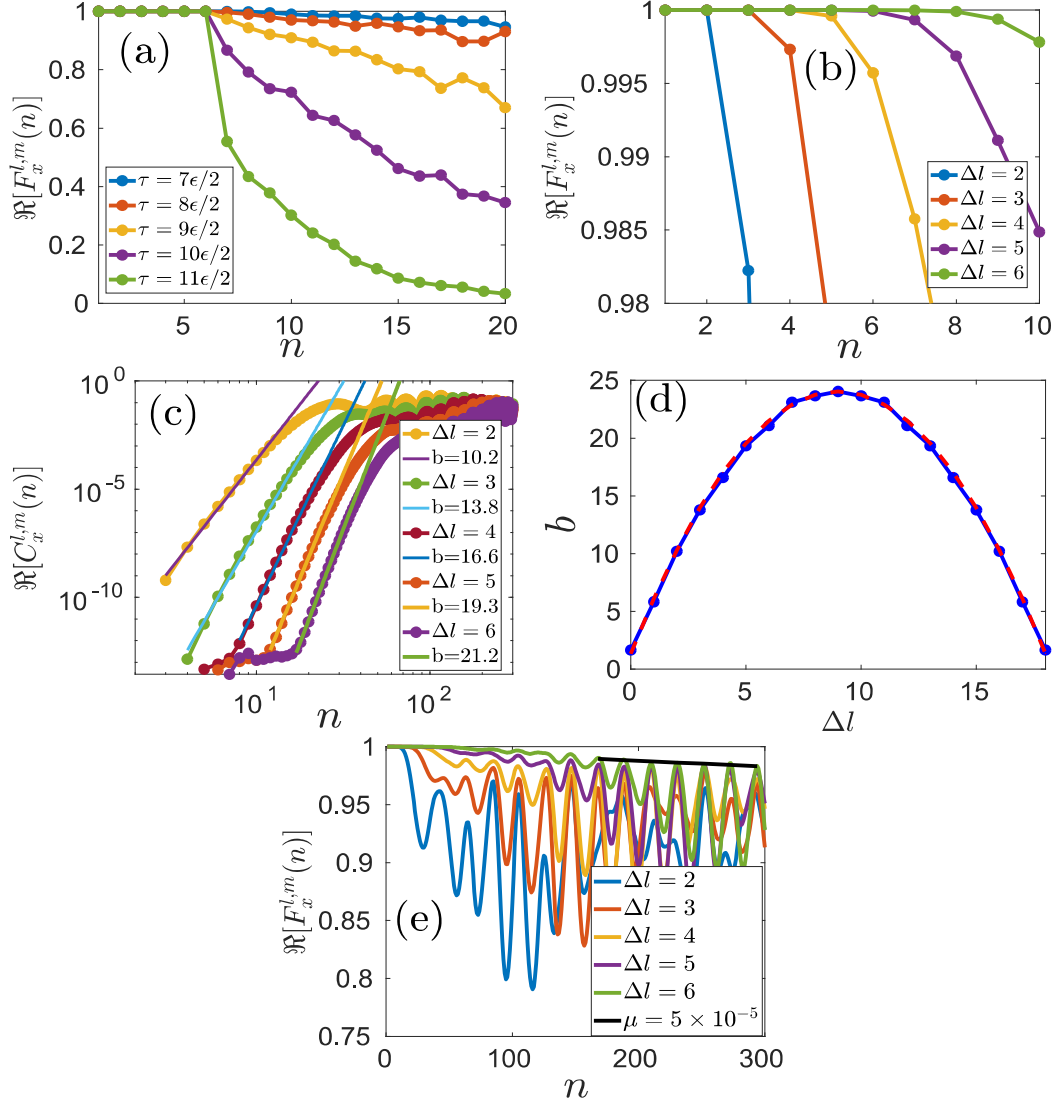 (a)
ℜ[F_x^{l,m}(n)]
1
0.8
0.6
0.4
0.2
0
τ = 7ϵ/2
τ = 8ϵ/2
τ = 9ϵ/2
τ = 10ϵ/2
τ = 11ϵ/2
5 10 15 20
n
(b)
ℜ[F_x^{l,m}(n)]
0.995
0.99
0.985
0.98
Δl = 2
Δl = 3
Δl = 4
Δl = 5
Δl = 6
2 4 6 8 10
n
(c)
ℜ[C_x^{l,m}(n)]
10^0
10^{-5}
10^{-10}
Δl = 2
b=10.2
Δl = 3
b=13.8
Δl = 4
b=16.6
Δl = 5
b=19.3
Δl = 6
b=21.2
10^1 10^2
n
(d)
b
25
20
15
10
5
0
0 5 10 15
Δl
(e)
ℜ[F_x^{l,m}(n)]
1
0.95
0.9
0.85
0.8
0.75
Δl = 2
Δl = 3
Δl = 4
Δl = 5
Δl = 6
μ = 5 × 10^{-5}
0 100 200 300
n